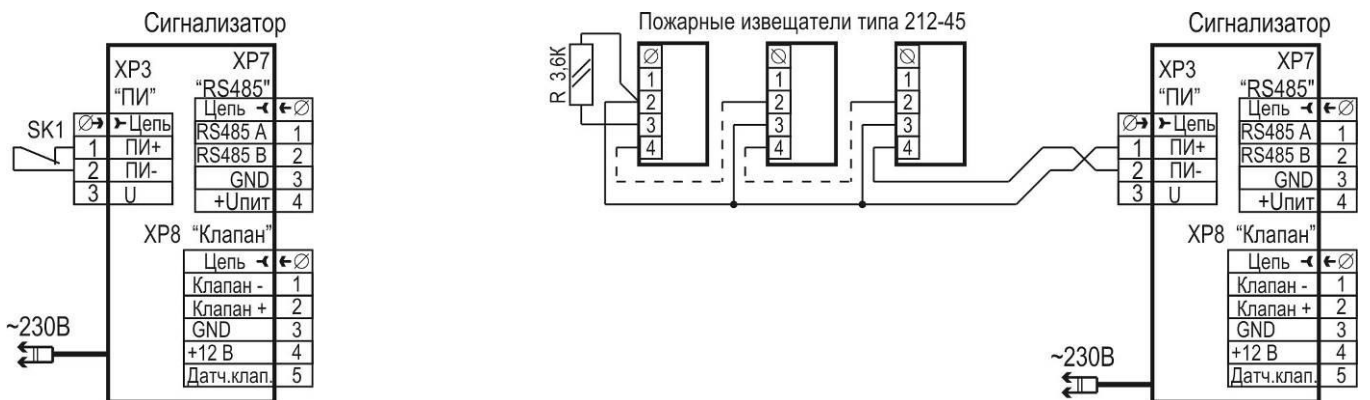 Сигнализатор
XP3
XP7
“ПИ”
“RS485”
Цепь
Цепь
SK1
1 ПИ+
2 ПИ-
3 U
RS485 A 1
RS485 B 2
GND 3
+Uпит 4
XP8 “Клапан”
Цепь
Клапан - 1
Клапан + 2
GND 3
+12 В 4
Датч.клап. 5
~230В
Пожарные извещатели типа 212-45
R 3,6К
1
2
3
4
1
2
3
4
1
2
3
4
Сигнализатор
XP3
XP7
“ПИ”
“RS485”
Цепь
Цепь
1 ПИ+
2 ПИ-
3 U
RS485 A 1
RS485 B 2
GND 3
+Uпит 4
XP8 “Клапан”
Цепь
Клапан - 1
Клапан + 2
GND 3
+12 В 4
Датч.клап. 5
~230В